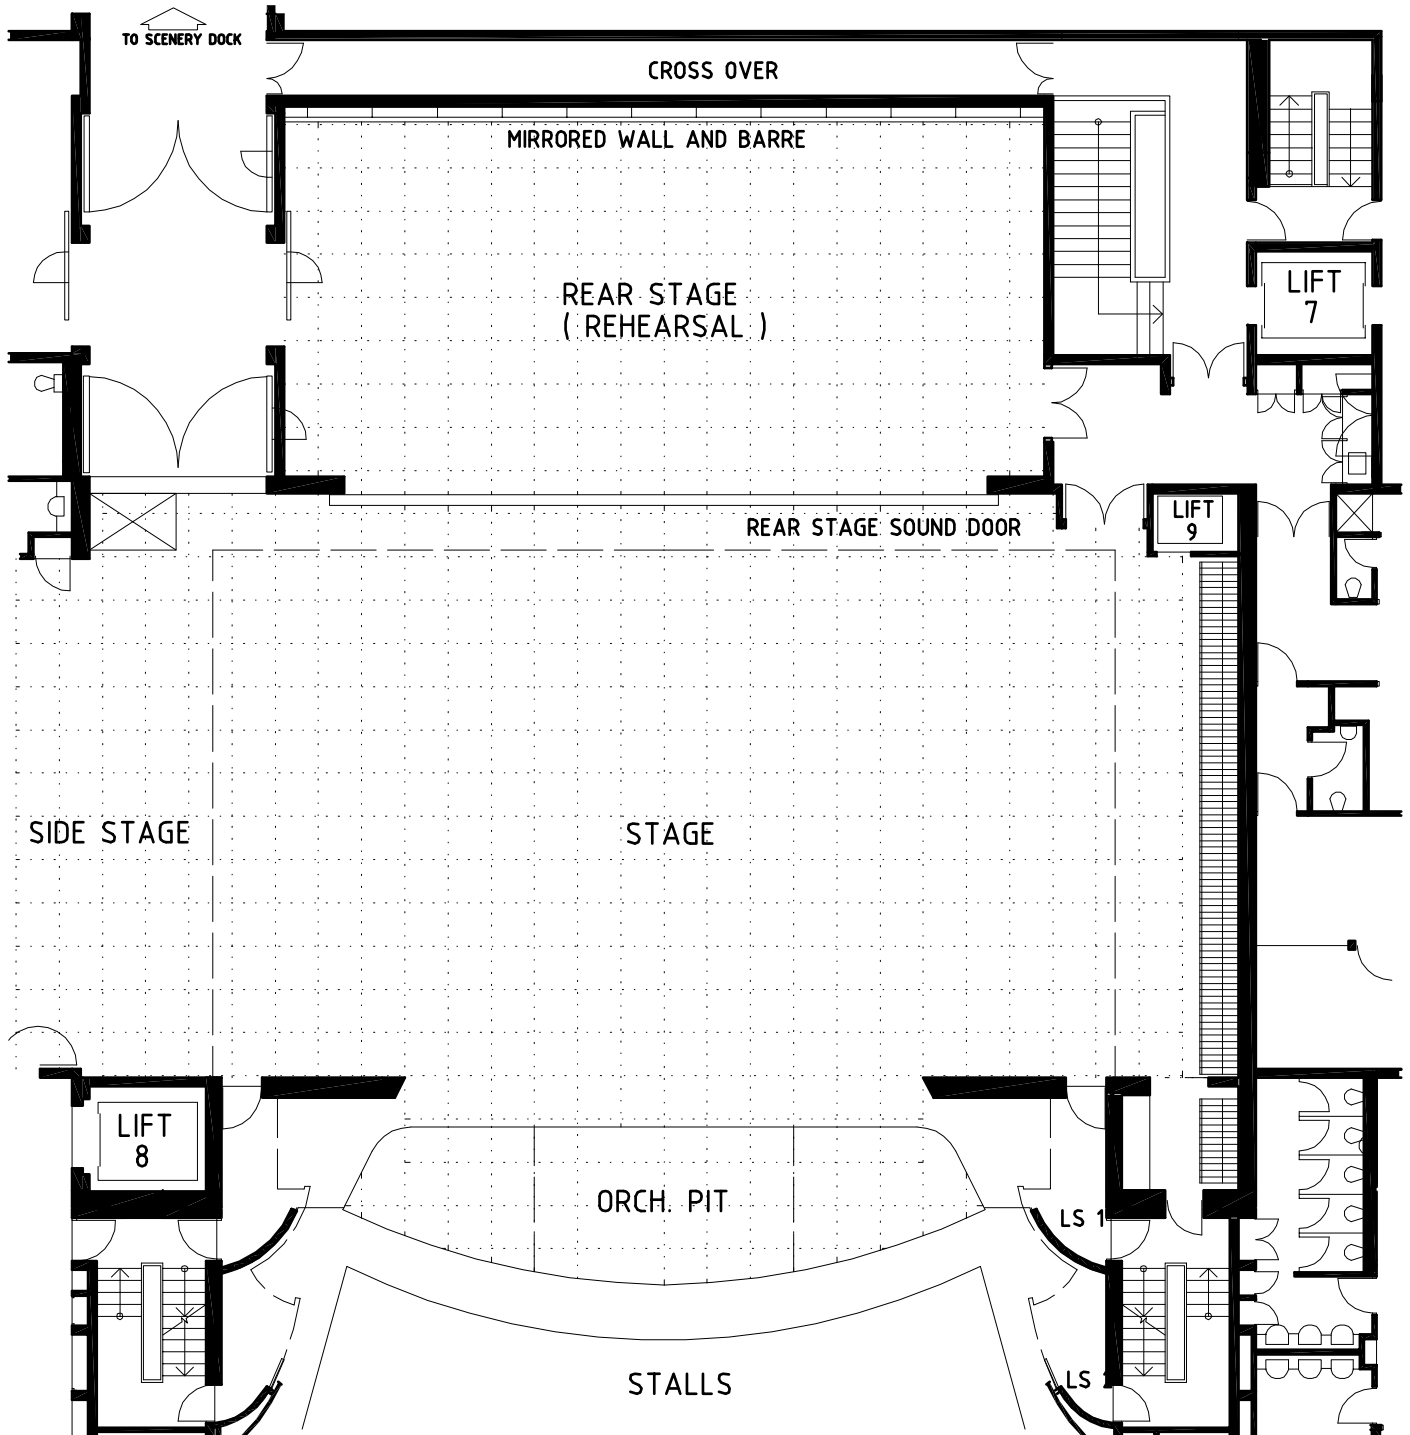 TO SCENERY DOCK
CROSS OVER
MIRRORED WALL AND BARRE
REAR STAGE
( REHEARSAL )
LIFT
7
LIFT
9
REAR STAGE SOUND DOOR
SIDE STAGE
STAGE
LIFT
8
ORCH. PIT
LS 1
STALLS
LS